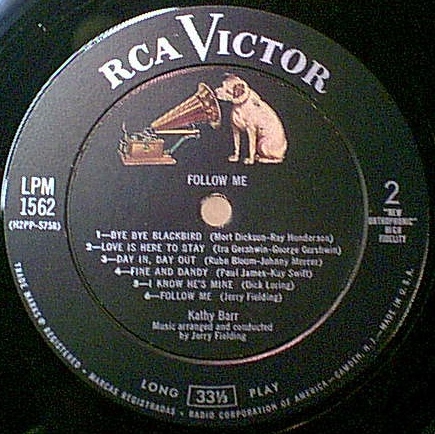 RCA VICTOR
FOLLOW ME
LPM
1562
(H2PP-5758)
2
"NEW
ORTHOPHONIC"
HIGH
FIDELITY
1—BYE BYE BLACKBIRD (Mort Dickson-Ray Henderson)
2—LOVE IS HERE TO STAY (Ira Gershwin-George Gershwin)
3—DAY IN, DAY OUT (Rube Bloom-Johnny Mercer)
4—FINE AND DANDY (Paul James-Kay Swift)
5—I KNOW HE'S MINE (Dick Loring)
6—FOLLOW ME (Jerry Fielding)
Kathy Barr
Music arranged and conducted
by Jerry Fielding
LONG 33⅓ PLAY
TRADE MARKS ® REGISTERED • MARCAS REGISTRADAS • RADIO CORPORATION OF AMERICA—CAMDEN, N. J. — MADE IN U.S.A.